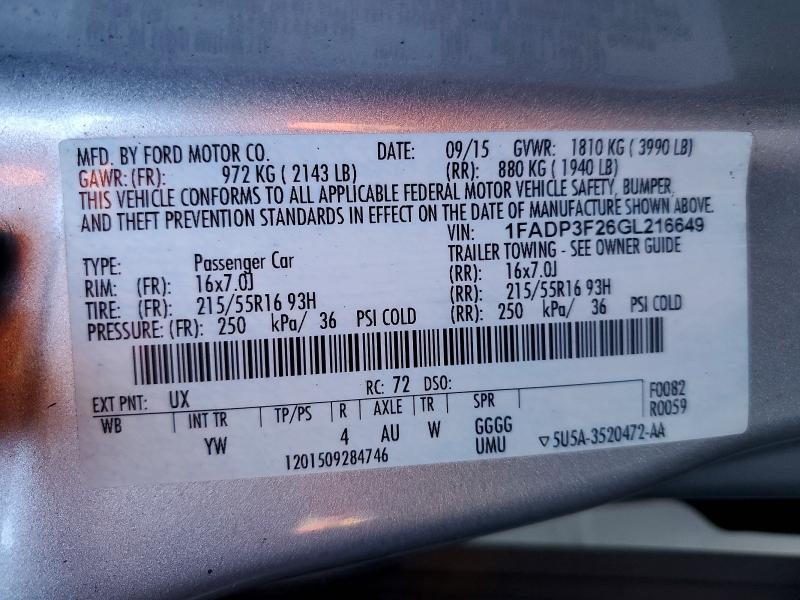 MFD. BY FORD MOTOR CO. DATE: 09/15 GVWR: 1810 KG ( 3990 LB)
GAWR: (FR): 972 KG ( 2143 LB) (RR): 880 KG ( 1940 LB)
THIS VEHICLE CONFORMS TO ALL APPLICABLE FEDERAL MOTOR VEHICLE SAFETY, BUMPER,
AND THEFT PREVENTION STANDARDS IN EFFECT ON THE DATE OF MANUFACTURE SHOWN ABOVE.
VIN: 1FADP3F26GL216649
TRAILER TOWING - SEE OWNER GUIDE
TYPE: Passenger Car
RIM: (FR): 16x7.0J (RR): 16x7.0J
TIRE: (FR): 215/55R16 93H (RR): 215/55R16 93H
PRESSURE: (FR): 250 kPa/ 36 PSI COLD (RR): 250 kPa/ 36 PSI COLD
RC: 72 DSO:
EXT PNT: UX F0082
WB INT TR TP/PS R AXLE TR SPR R0059
YW 4 AU W GGGG
UMU ▽5U5A-3520472-AA
1201509284746